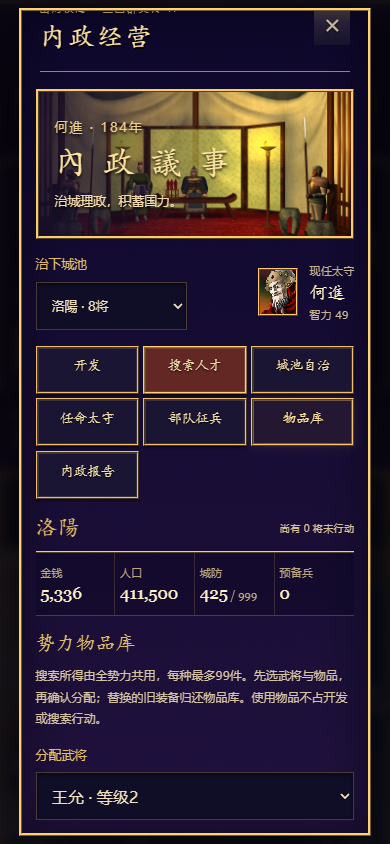 内政经营
✕
何進 · 184年
內政議事
治城理政，积蓄国力。
治下城池
洛陽 · 8将
现任太守
何進
智力 49
开发
搜索人才
城池自治
任命太守
部队征兵
物品库
内政报告
洛陽
尚有 0 将未行动
金钱
5,336
人口
411,500
城防
425 / 999
预备兵
0
势力物品库
搜索所得由全势力共用，每种最多99件。先选武将与物品，
再确认分配；替换的旧装备归还物品库。使用物品不占开发
或搜索行动。
分配武将
王允 · 等级2